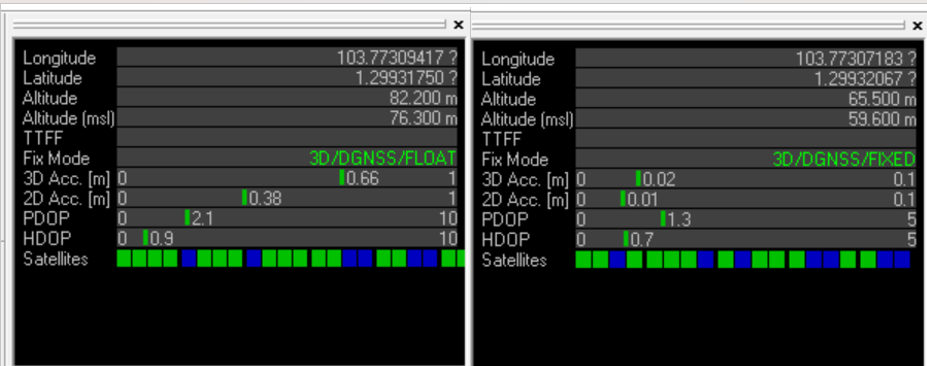 Longitude 103.77309417 ?
Latitude 1.29931750 ?
Altitude 82.200 m
Altitude (msl) 76.300 m
TTFF
Fix Mode 3D/DGNSS/FLOAT
3D Acc. [m] 0 0.66 1
2D Acc. [m] 0 0.38 1
PDOP 0 2.1 10
HDOP 0 0.9 10
Satellites
Longitude 103.77307183 ?
Latitude 1.29932067 ?
Altitude 65.500 m
Altitude (msl) 59.600 m
TTFF
Fix Mode 3D/DGNSS/FIXED
3D Acc. [m] 0 0.02 0.1
2D Acc. [m] 0 0.01 0.1
PDOP 0 1.3 5
HDOP 0 0.7 5
Satellites